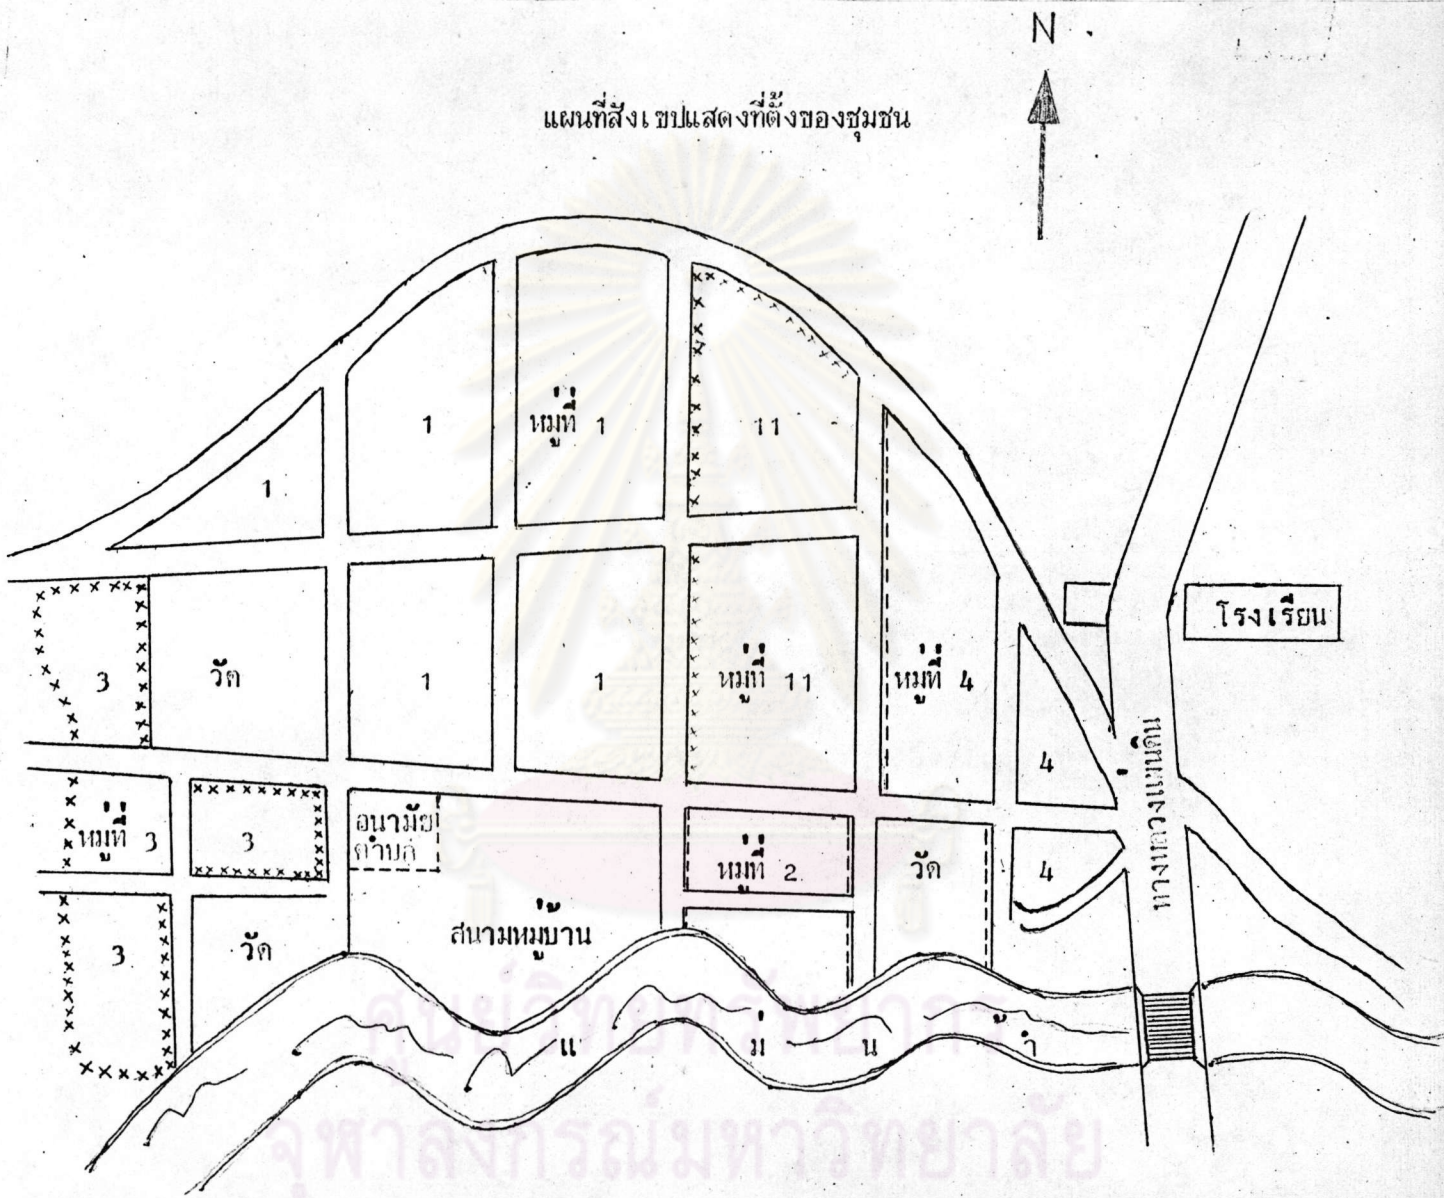 N
แผนที่สังเขปแสดงที่ตั้งของชุมชน
1
หมู่ที่ 1
11
1
โรงเรียน
3
วัด
1
1
หมู่ที่ 11
หมู่ที่ 4
4
ทางหลวงแผ่นดิน
หมู่ที่ 3
3
อนามัย
ตำบล
หมู่ที่ 2
วัด
4
3
วัด
สนามหมู่บ้าน
แม่น้ำ
ศูนย์วิทยทรัพยากร
จุฬาลงกรณ์มหาวิทยาลัย